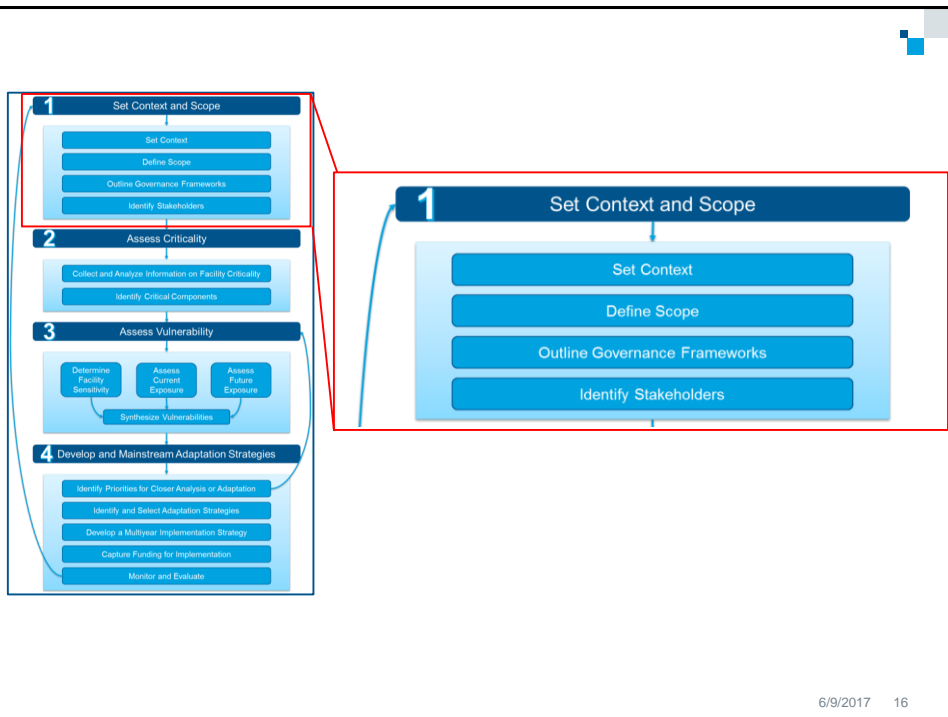 1 Set Context and Scope
Set Context
Define Scope
Outline Governance Frameworks
Identify Stakeholders
2 Assess Criticality
Collect and Analyze Information on Facility Criticality
Identify Critical Components
3 Assess Vulnerability
Determine
Facility
Sensitivity
Assess
Current
Exposure
Assess
Future
Exposure
Synthesize Vulnerabilities
4 Develop and Mainstream Adaptation Strategies
Identify Priorities for Closer Analysis or Adaptation
Identify and Select Adaptation Strategies
Develop a Multiyear Implementation Strategy
Capture Funding for Implementation
Monitor and Evaluate
1 Set Context and Scope
Set Context
Define Scope
Outline Governance Frameworks
Identify Stakeholders
6/9/2017 16